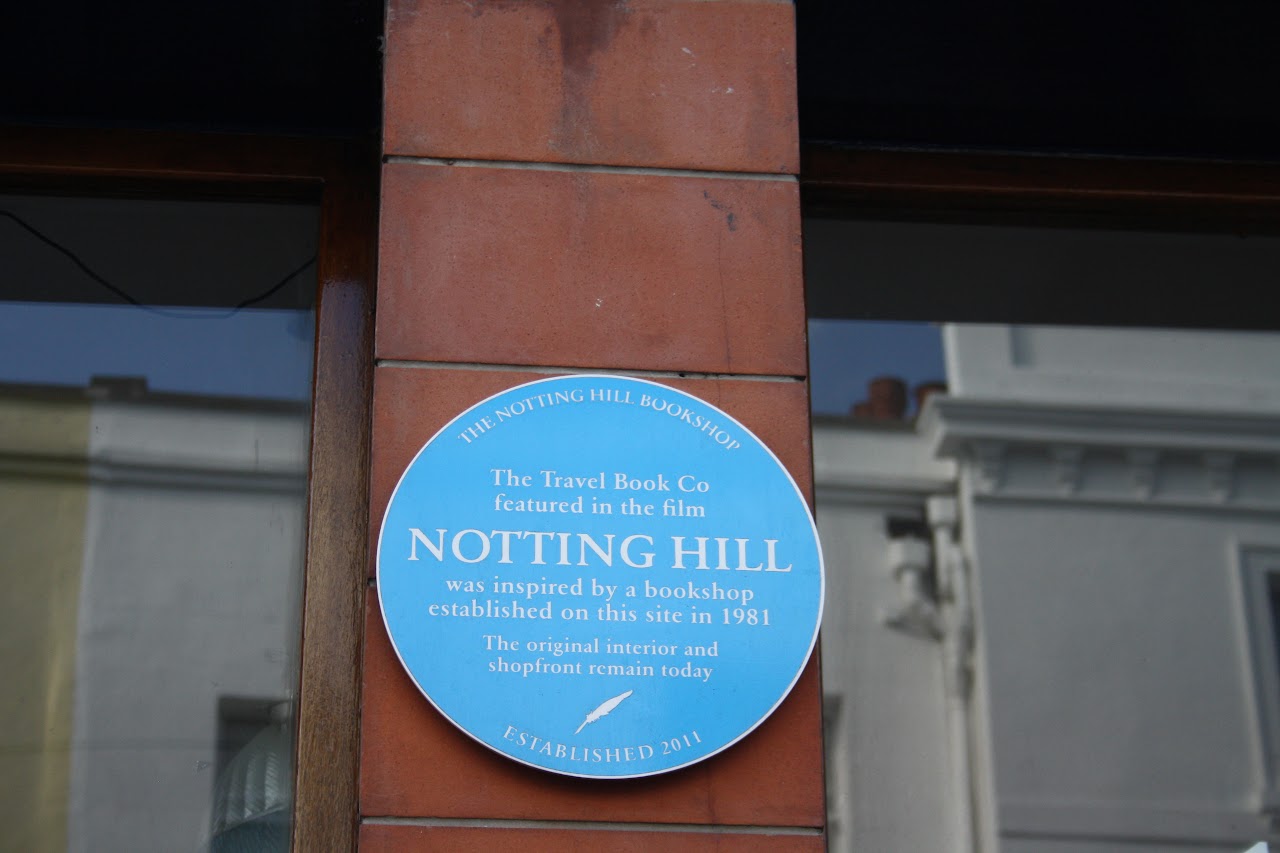 THE NOTTING HILL BOOKSHOP
The Travel Book Co
featured in the film
NOTTING HILL
was inspired by a bookshop
established on this site in 1981
The original interior and
shopfront remain today
ESTABLISHED 2011